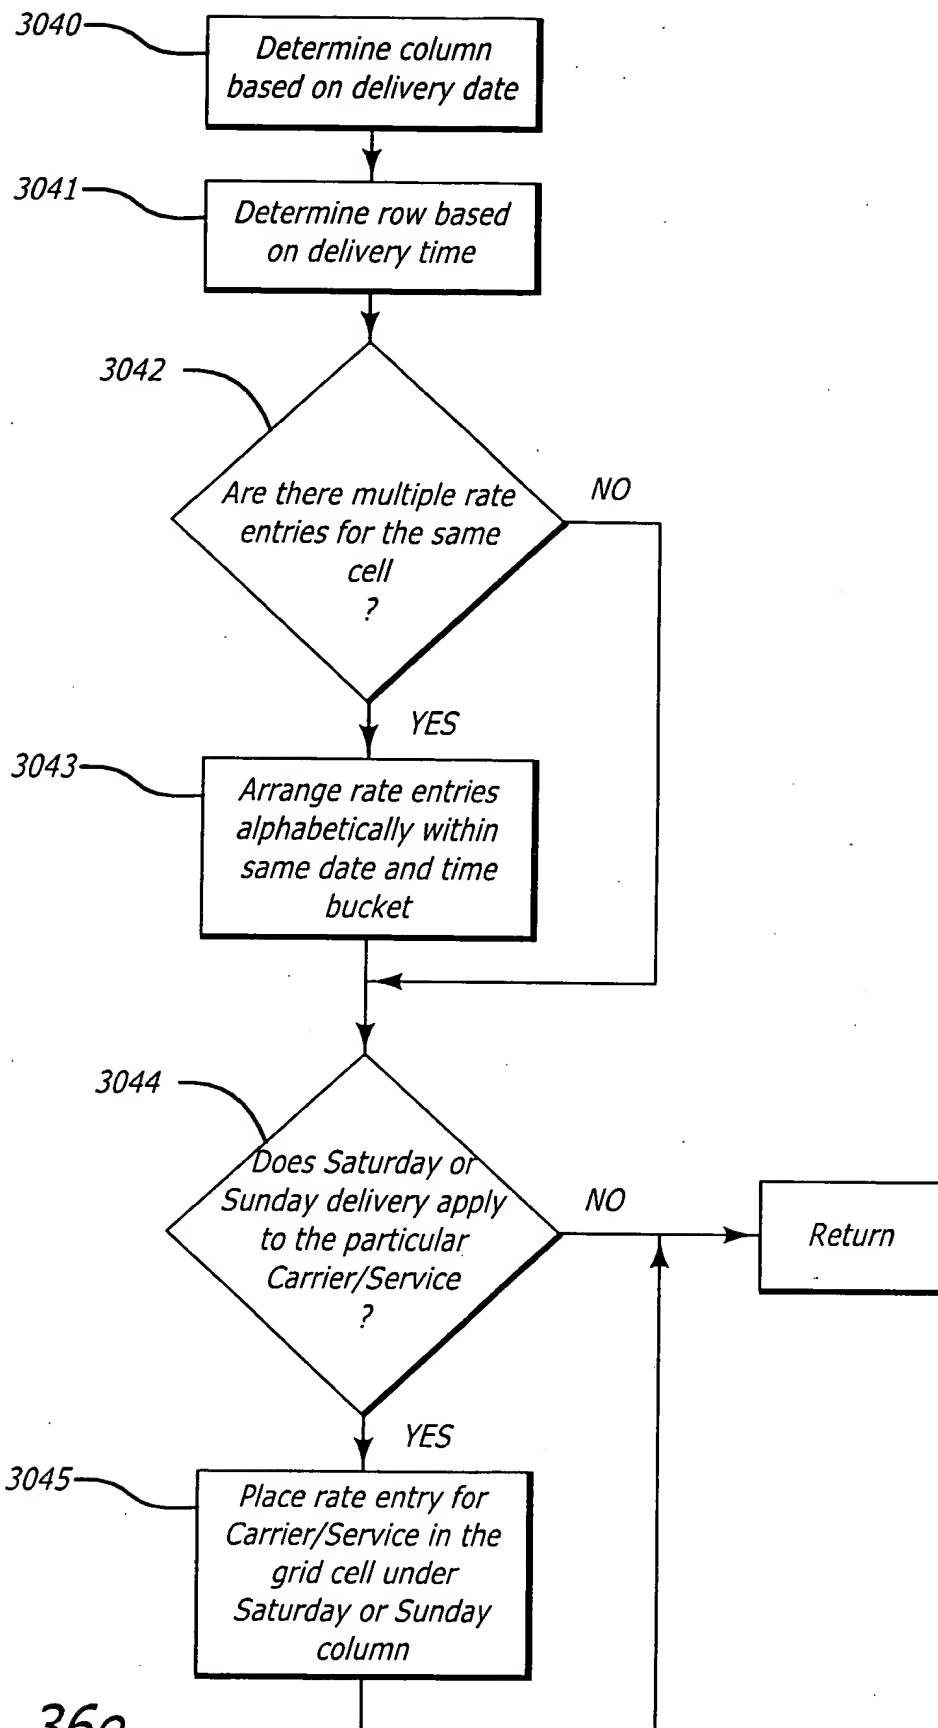 3040
Determine column
based on delivery date
3041
Determine row based
on delivery time
3042
Are there multiple rate
entries for the same
cell
?
NO
YES
3043
Arrange rate entries
alphabetically within
same date and time
bucket
3044
Does Saturday or
Sunday delivery apply
to the particular
Carrier/Service
?
NO
Return
YES
3045
Place rate entry for
Carrier/Service in the
grid cell under
Saturday or Sunday
column